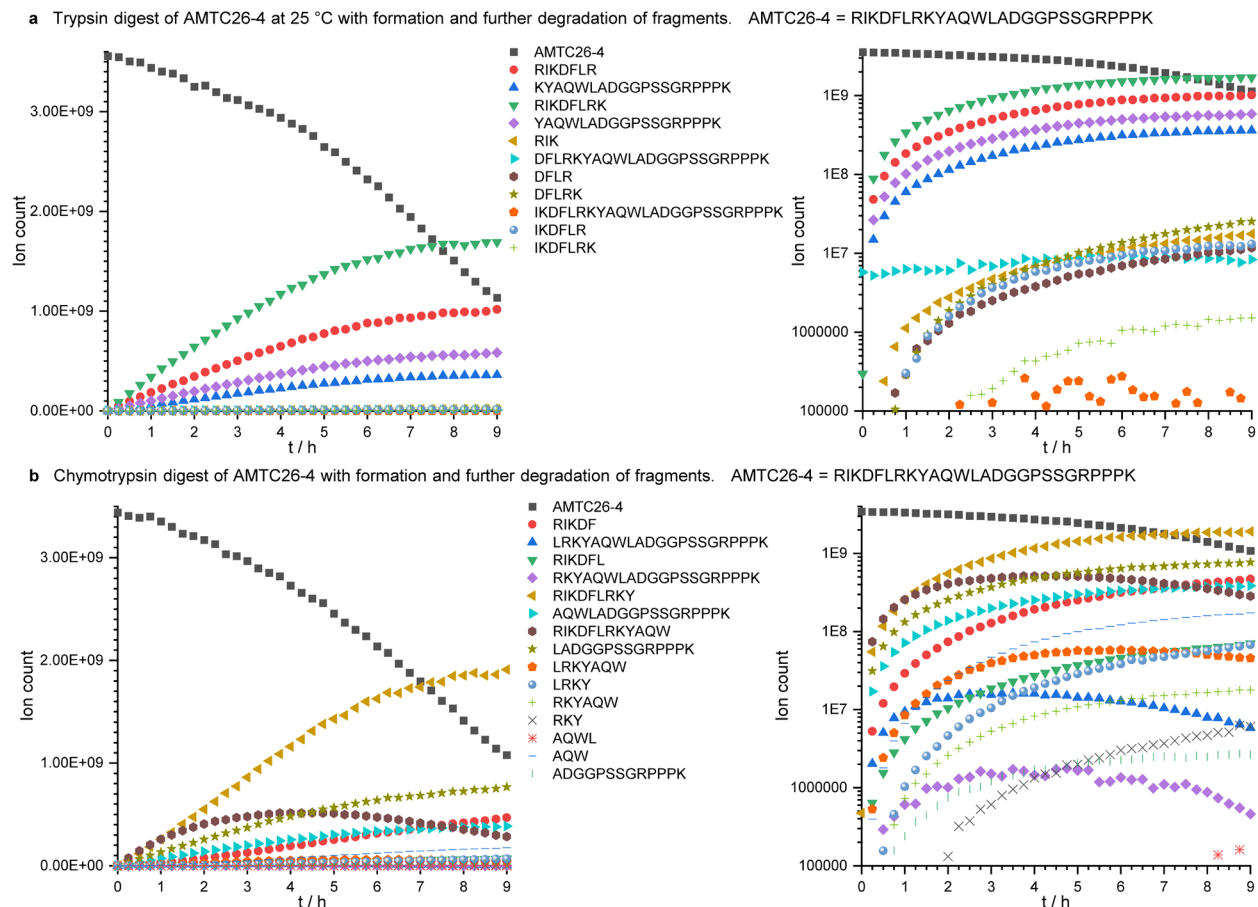 a Trypsin digest of AMTC26-4 at 25 °C with formation and further degradation of fragments. AMTC26-4 = RIKDFLRKYAQWLADGGPSSGRPPPK
Ion count
3.00E+09
2.00E+09
1.00E+09
0.00E+00
0 1 2 3 4 5 6 7 8 9
t / h
AMTC26-4
RIKDFLR
KYAQWLADGGPSSGRPPPK
RIKDFLRK
YAQWLADGGPSSGRPPPK
RIK
DFLRKYAQWLADGGPSSGRPPPK
DFLR
DFLRK
IKDFLRKYAQWLADGGPSSGRPPPK
IKDFLR
IKDFLRK
Ion count
1E9
1E8
1E7
1000000
100000
0 1 2 3 4 5 6 7 8 9
t / h
b Chymotrypsin digest of AMTC26-4 with formation and further degradation of fragments. AMTC26-4 = RIKDFLRKYAQWLADGGPSSGRPPPK
Ion count
3.00E+09
2.00E+09
1.00E+09
0.00E+00
0 1 2 3 4 5 6 7 8 9
t / h
AMTC26-4
RIKDF
LRKYAQWLADGGPSSGRPPPK
RIKDFL
RKYAQWLADGGPSSGRPPPK
RIKDFLRKY
AQWLADGGPSSGRPPPK
RIKDFLRKYAQW
LADGGPSSGRPPPK
LRKYAQW
LRKY
RKYAQW
RKY
AQWL
AQW
ADGGPSSGRPPPK
Ion count
1E9
1E8
1E7
1000000
100000
0 1 2 3 4 5 6 7 8 9
t / h